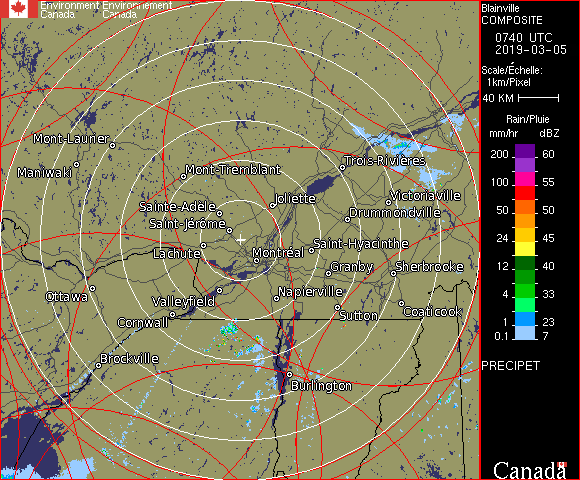 Environment Environnement
Canada Canada
Blainville
COMPOSITE
0740 UTC
2019-03-05
Scale/Échelle:
1km/Pixel
40 KM
Rain/Pluie
mm/hr dBZ
200 60
100 55
50 50
24 45
12 40
4 33
1 23
0.1 7
PRECIPET
Canada
Mont-Laurier
Maniwaki
Mont-Tremblant
Trois-Rivières
Joliette
Victoriaville
Sainte-Adèle
Drummondville
Saint-Jérôme
Saint-Hyacinthe
Lachute
Montréal
Granby
Sherbrooke
Ottawa
Valleyfield
Napierville
Cornwall
Sutton
Coaticook
Brockville
Burlington